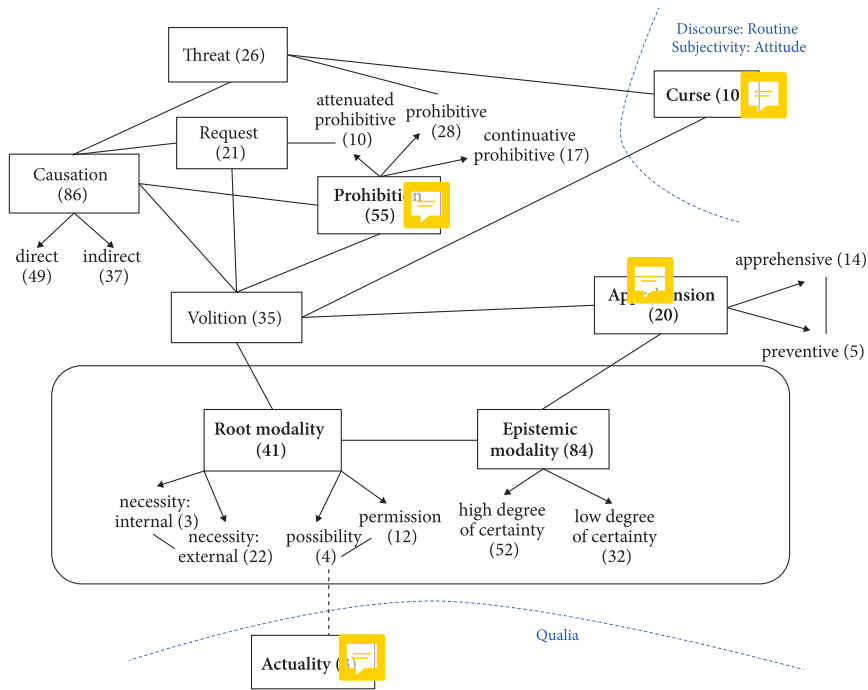 Discourse: Routine
Subjectivity: Attitude
Threat (26)
Curse (10
attenuated
prohibitive
(10)
prohibitive
(28)
Request
(21)
continuative
prohibitive (17)
Causation
(86)
(55)
direct
(49)
indirect
(37)
apprehensive (14)
Volition (35)
(20)
preventive (5)
Root modality
(41)
Epistemic
modality (84)
necessity:
internal (3)
necessity:
external (22)
possibility
(4)
permission
(12)
high degree
of certainty
(52)
low degree
of certainty
(32)
Qualia
Actuality